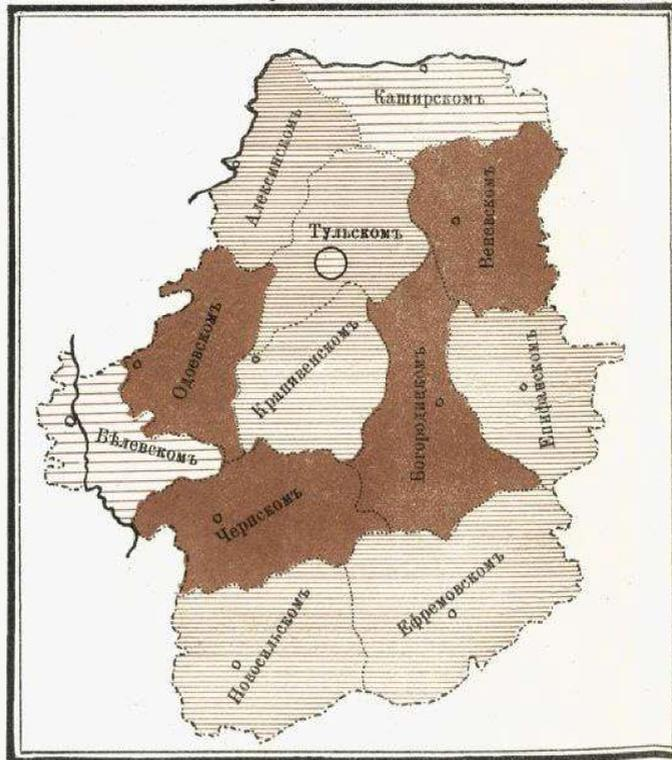 Каширскомъ
Алексинскомъ
Тульскомъ
Веневскомъ
Одоевскомъ
Крапивенскомъ
Богородицкомъ
Епифанскомъ
Бѣлевскомъ
Чернскомъ
Ефремовскомъ
Новосильскомъ